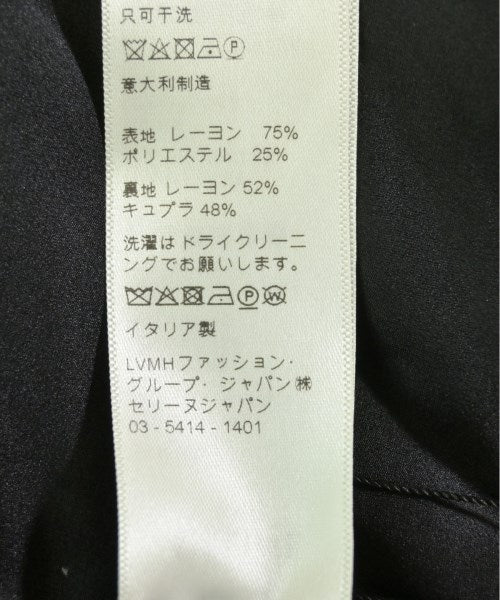 只可干洗
P
意大利制造
表地 レーヨン 75%
ポリエステル 25%
裏地 レーヨン 52%
キュプラ 48%
洗濯はドライクリーニ
ングでお願いします。
P W
イタリア製
LVMHファッション・
グループ・ジャパン㈱
セリーヌジャパン
03 - 5414 - 1401